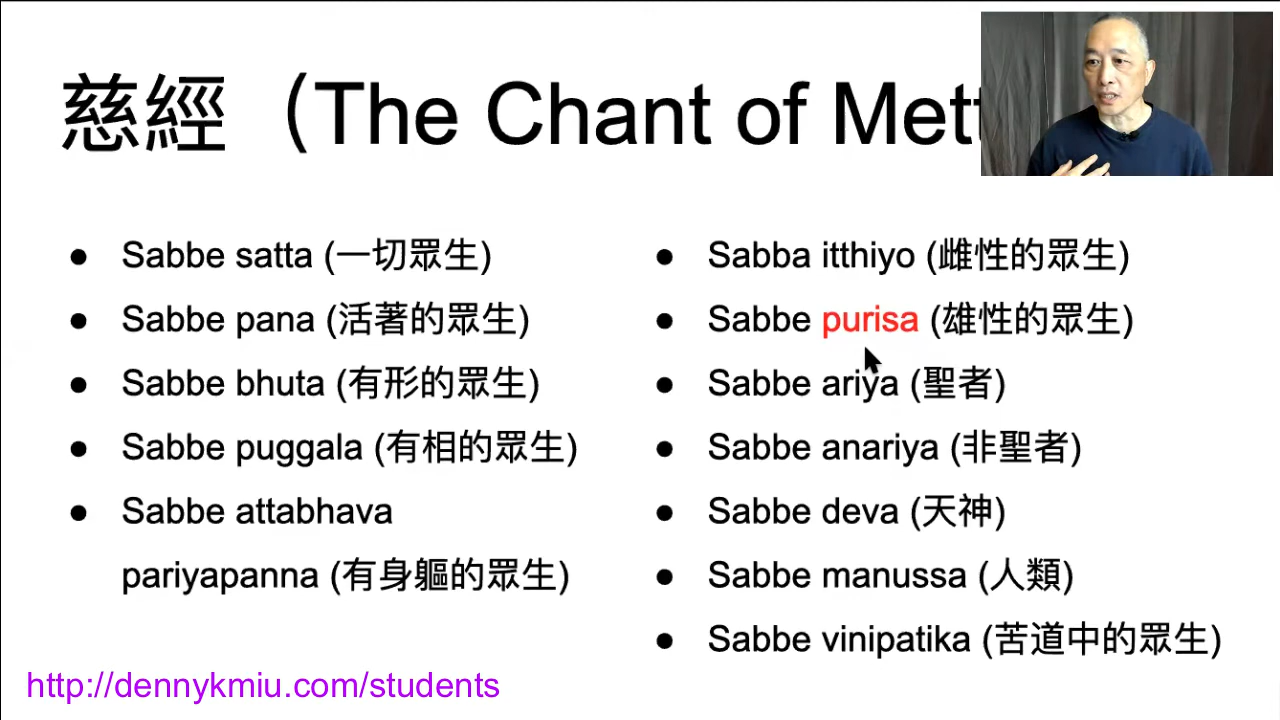 慈經（The Chant of Mett
• Sabbe satta (一切眾生)
• Sabbe pana (活著的眾生)
• Sabbe bhuta (有形的眾生)
• Sabbe puggala (有相的眾生)
• Sabbe attabhava
pariyapanna (有身軀的眾生)
• Sabba itthiyo (雌性的眾生)
• Sabbe purisa (雄性的眾生)
• Sabbe ariya (聖者)
• Sabbe anariya (非聖者)
• Sabbe deva (天神)
• Sabbe manussa (人類)
• Sabbe vinipatika (苦道中的眾生)
http://dennykmiu.com/students